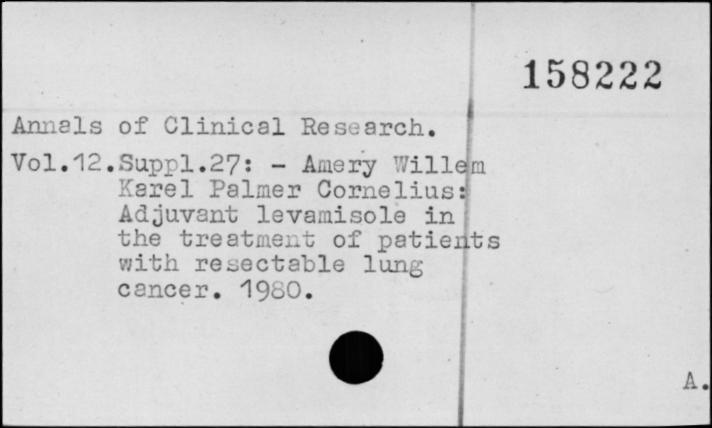 158222
Annals of Clinical Research.
Vol.12.Suppl.27: - Amery Willem
Karel Palmer Cornelius:
Adjuvant levamisole in
the treatment of patients
with resectable lung
cancer. 1980.
A.